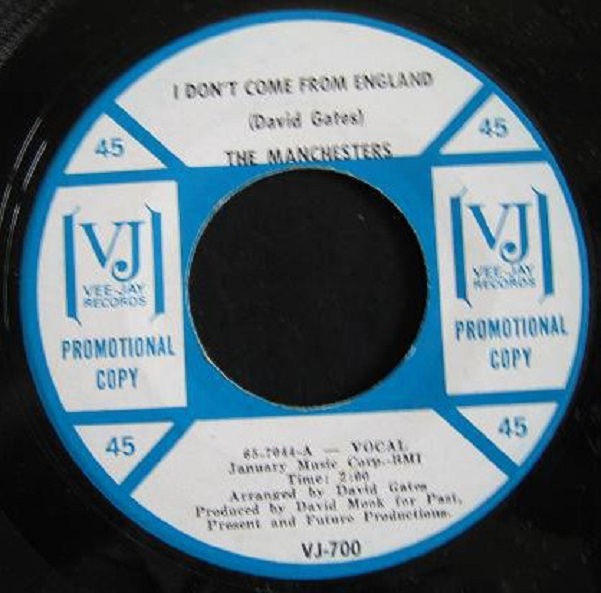 I DON'T COME FROM ENGLAND
(David Gates)
THE MANCHESTERS
45
45
VJ
VEE-JAY
RECORDS
PROMOTIONAL
COPY
VJ
VEE-JAY
RECORDS
PROMOTIONAL
COPY
45
45
65-7044-A — VOCAL
January Music Corp.-BMI
Time: 2:00
Arranged by David Gates
Produced by David Mook for Past,
Present and Future Productions.
VJ-700